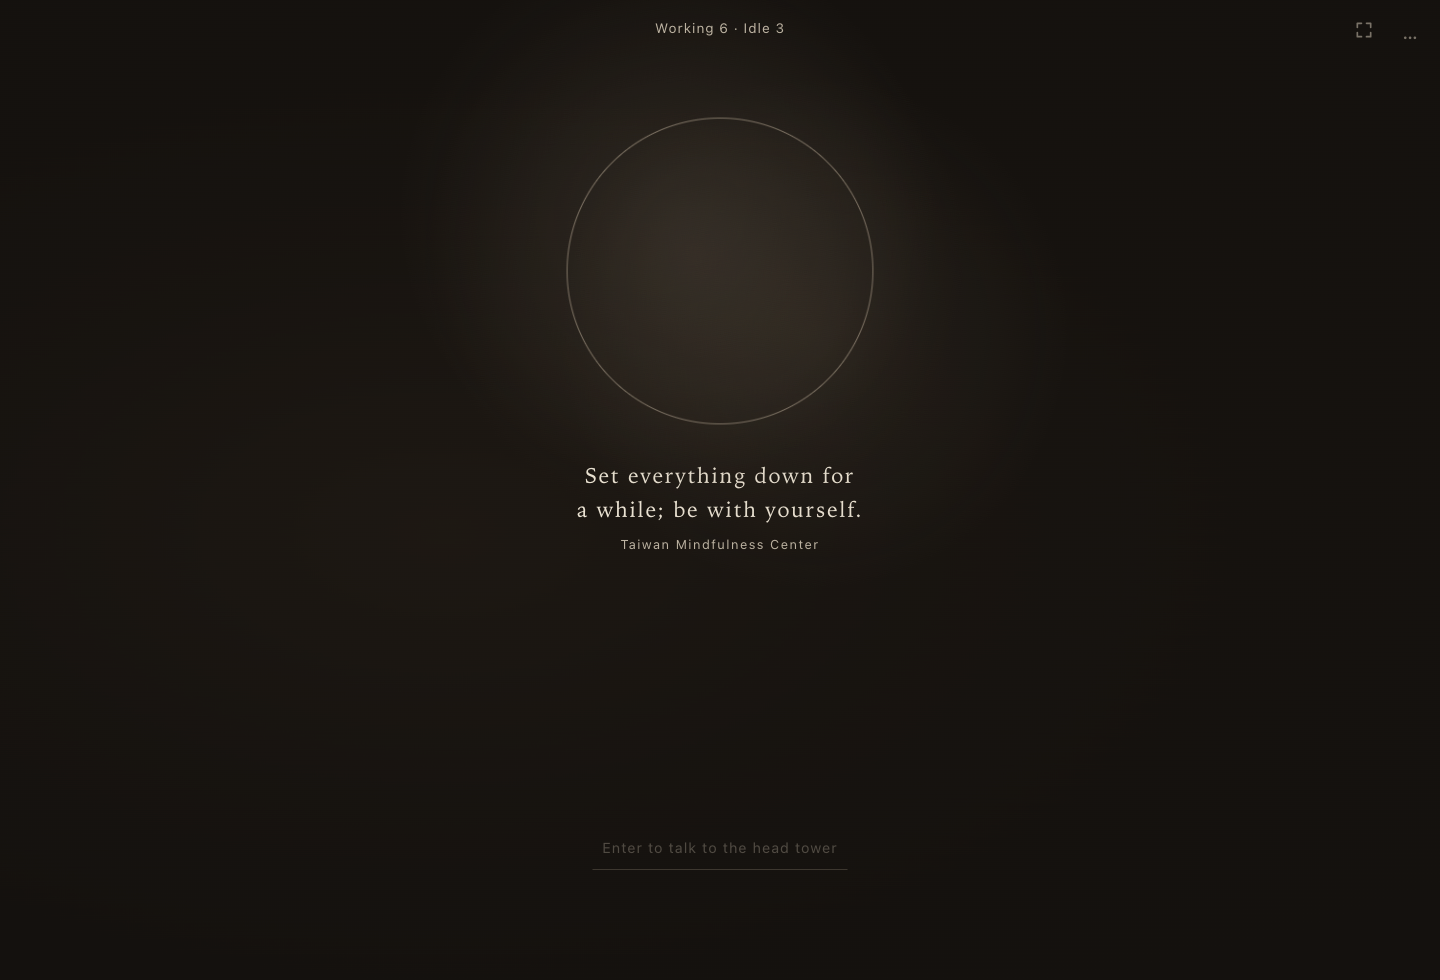 Working 6 · Idle 3
...
Set everything down for
a while; be with yourself.
Taiwan Mindfulness Center
Enter to talk to the head tower